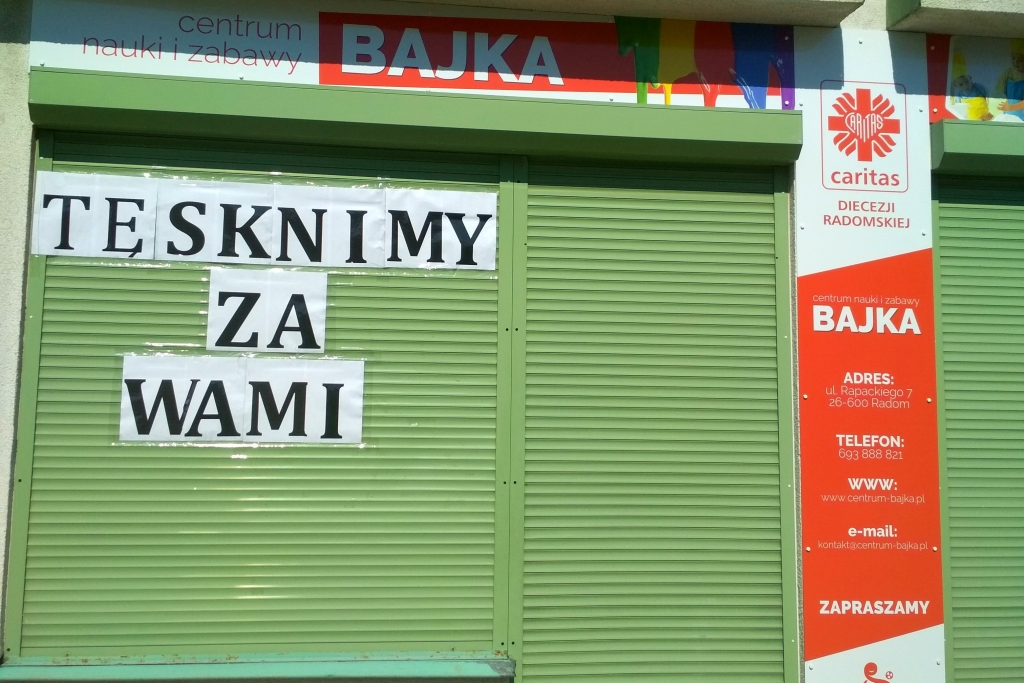 centrum
nauki i zabawy
BAJKA
TĘSKNIMY
ZA
WAMI
CARITAS
caritas
DIECEZJI
RADOMSKIEJ
centrum nauki i zabawy
BAJKA
ADRES:
ul. Rapackiego 7
26-600 Radom
TELEFON:
693 888 821
WWW:
www.centrum-bajka.pl
e-mail:
kontakt@centrum-bajka.pl
ZAPRASZAMY